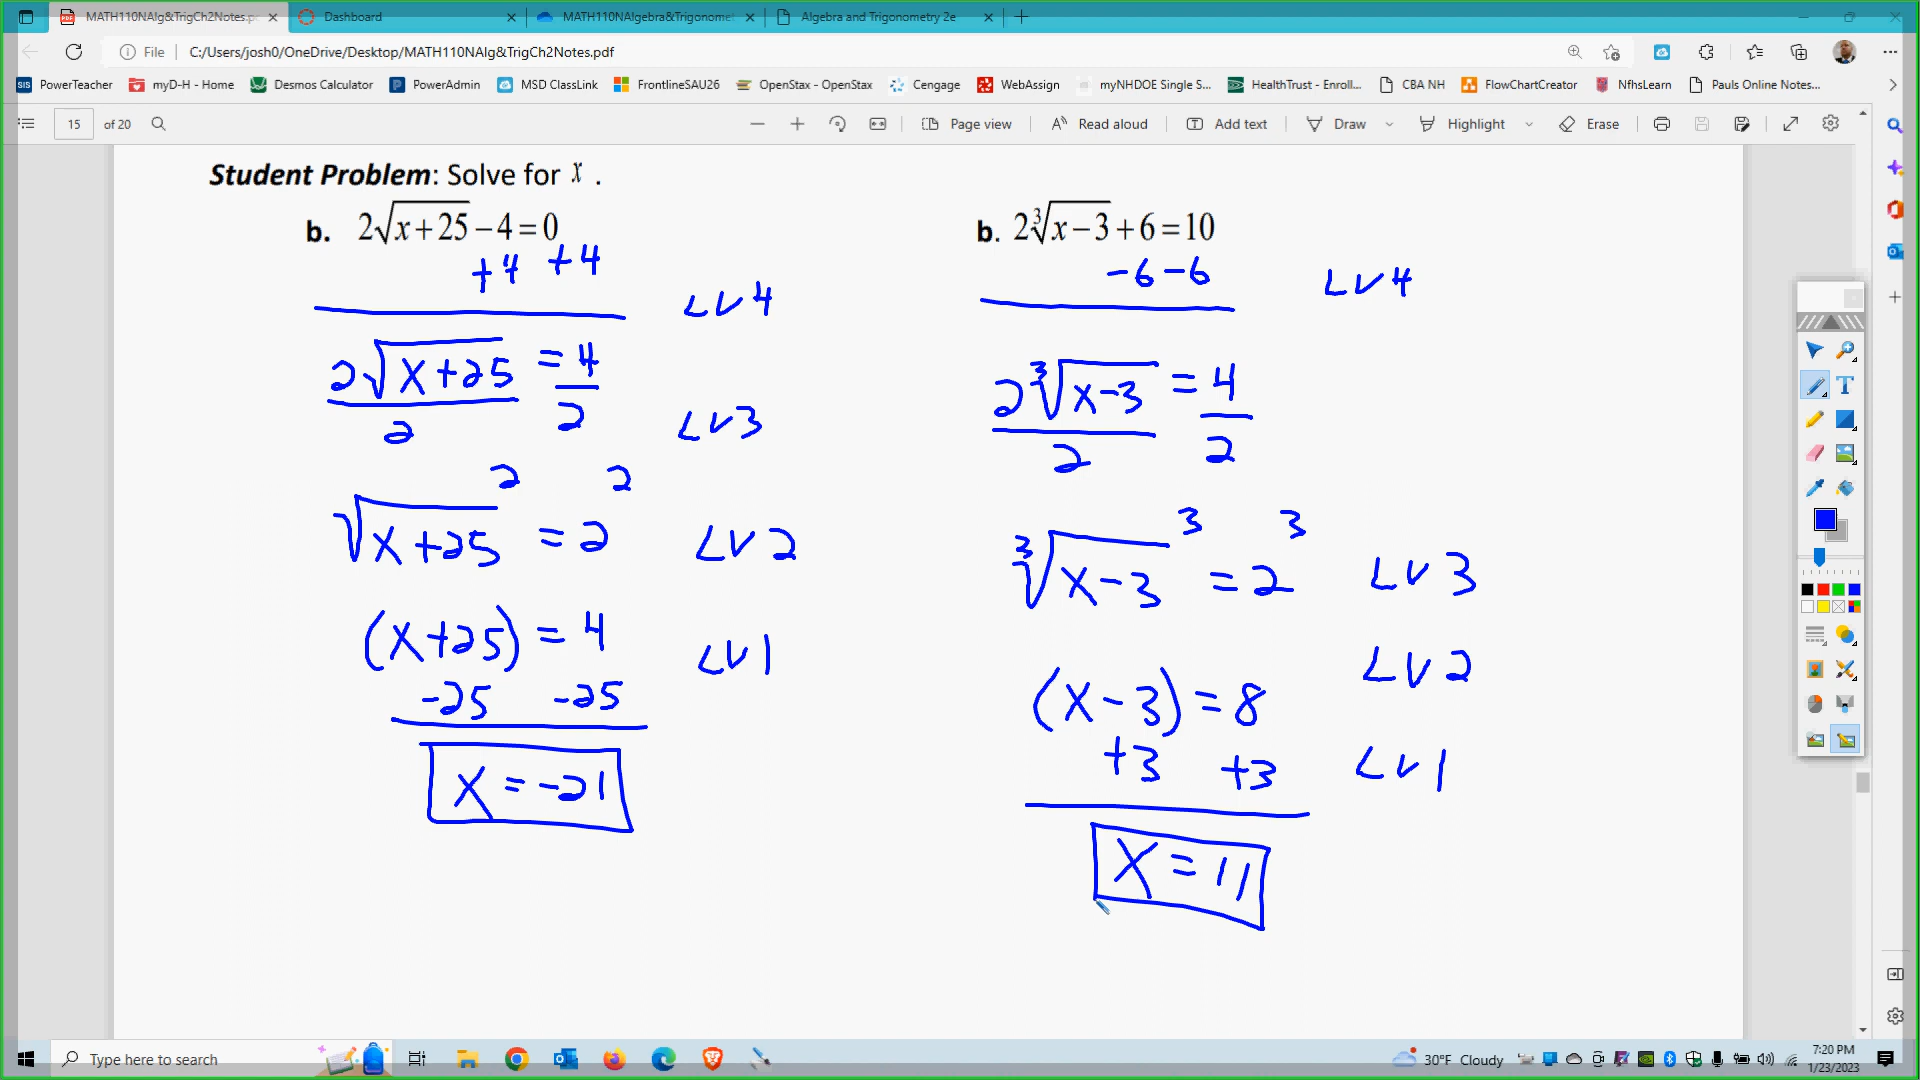 MATH110NAlg&TrigCh2Notes.pd
Dashboard
MATH110NAlgebra&Trigonomet
Algebra and Trigonometry 2e
File
C:/Users/josh0/OneDrive/Desktop/MATH110NAlg&TrigCh2Notes.pdf
SIS PowerTeacher
myD-H - Home
Desmos Calculator
PowerAdmin
MSD ClassLink
FrontlineSAU26
OpenStax - OpenStax
Cengage
WebAssign
myNHDOE Single S...
HealthTrust - Enroll...
CBA NH
FlowChartCreator
NfhsLearn
Pauls Online Notes...
15 of 20
Page view
Read aloud
Add text
Draw
Highlight
Erase
Student Problem: Solve for x .
b. 2√(x+25) − 4 = 0
+4 +4
LV4
2√(x+25) = 4
2 2
LV3
2 2
√(x+25) = 2
LV2
(x+25) = 4
LV1
-25 -25
x = -21
b. 2∛(x−3) + 6 = 10
-6 -6
LV4
2∛(x-3) = 4
2 2
3 3
∛(x-3) = 2
LV3
LV2
(x-3) = 8
+3 +3
LV1
x = 11
Type here to search
30°F Cloudy
7:20 PM
1/23/2023